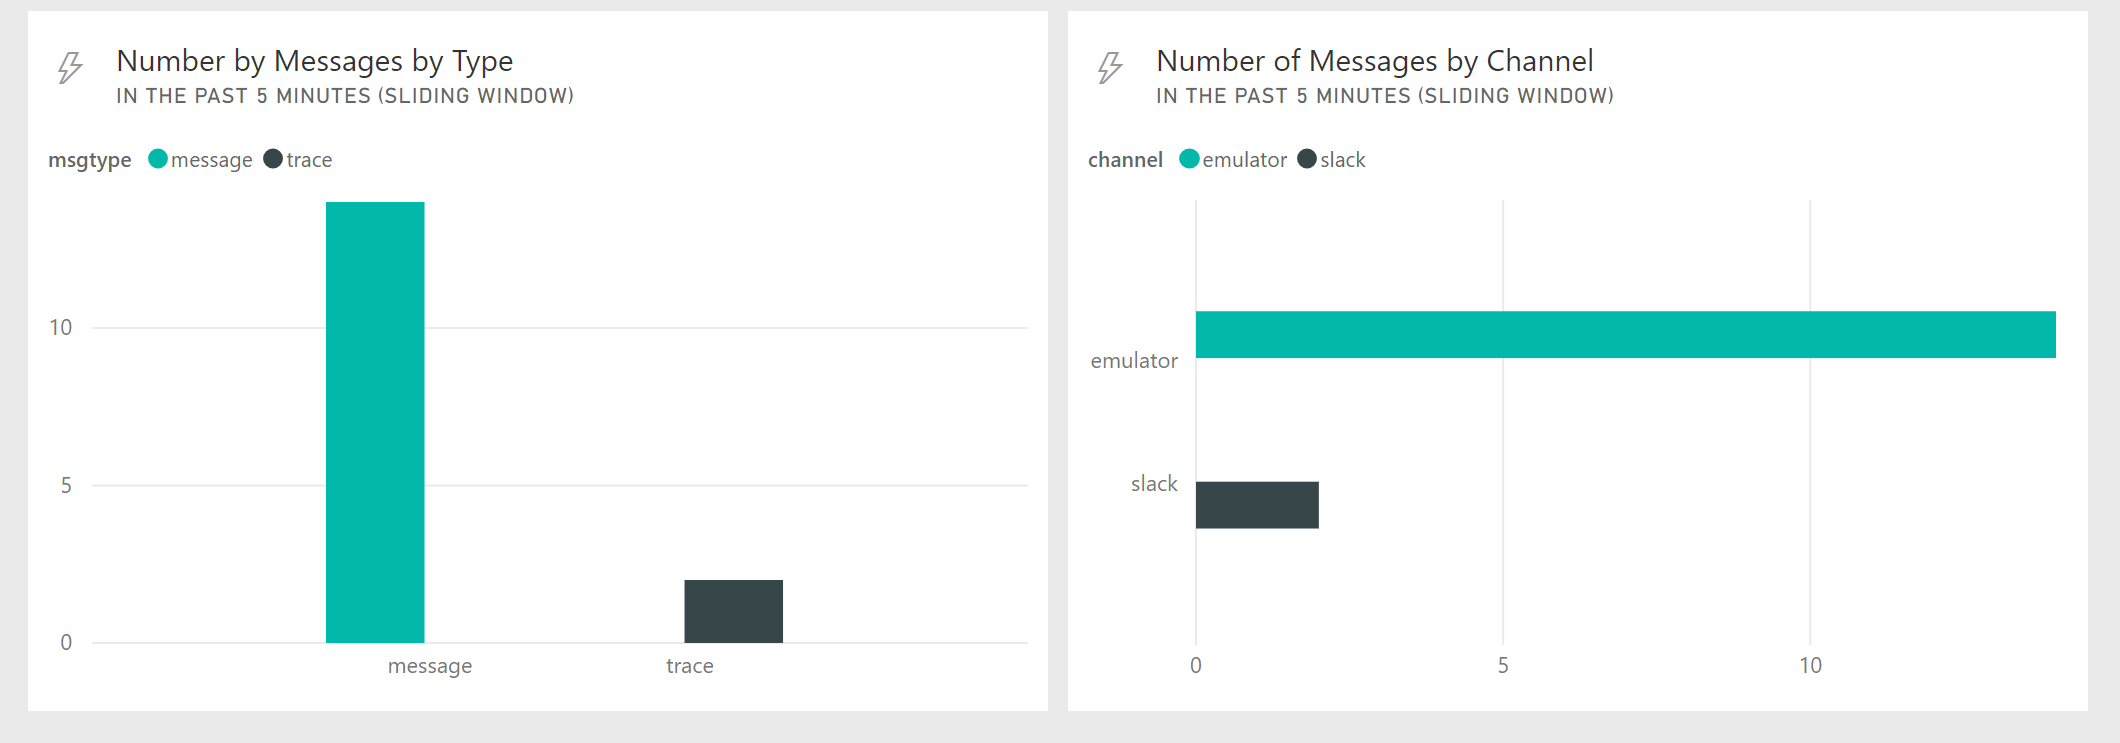 Number by Messages by Type
IN THE PAST 5 MINUTES (SLIDING WINDOW)
msgtype message trace
10
5
0
message trace
Number of Messages by Channel
IN THE PAST 5 MINUTES (SLIDING WINDOW)
channel emulator slack
emulator
slack
0 5 10